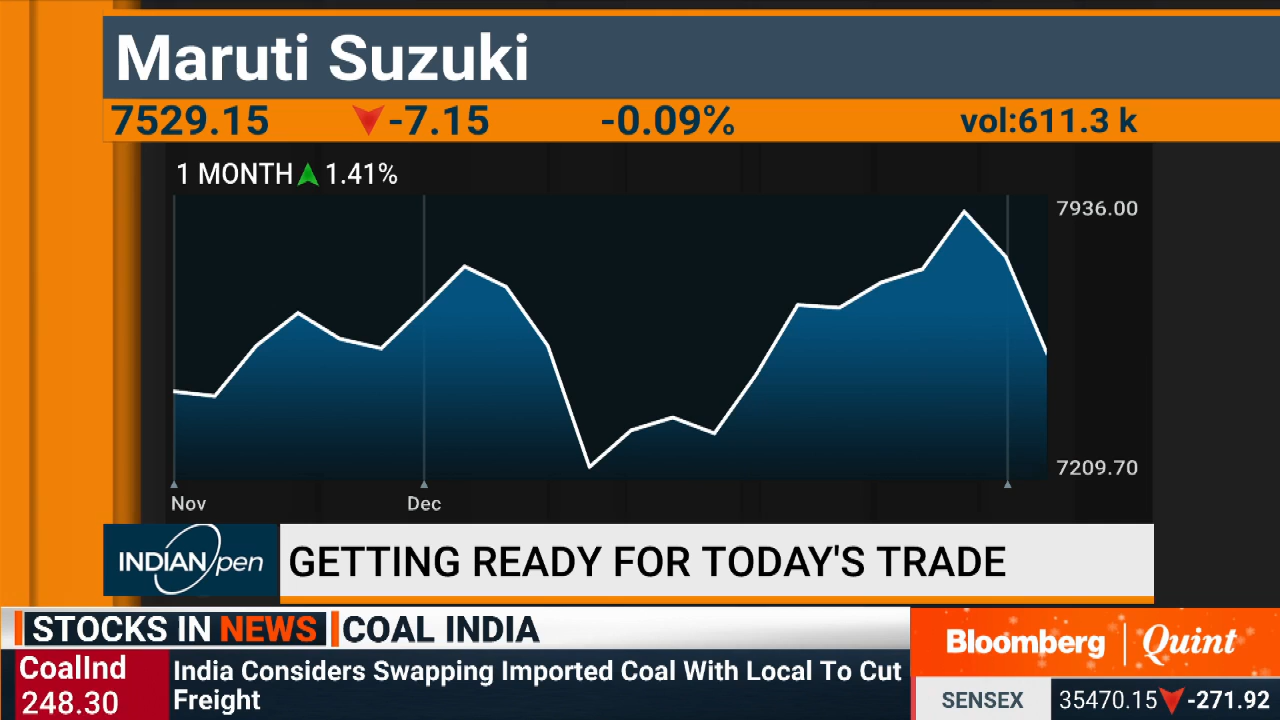 Maruti Suzuki
7529.15 -7.15 -0.09% vol:611.3 k
1 MONTH 1.41%
7936.00
7209.70
Nov Dec
INDIAN Open GETTING READY FOR TODAY'S TRADE
STOCKS IN NEWS COAL INDIA
CoalInd
248.30
India Considers Swapping Imported Coal With Local To Cut
Freight
Bloomberg | Quint
SENSEX 35470.15 -271.92